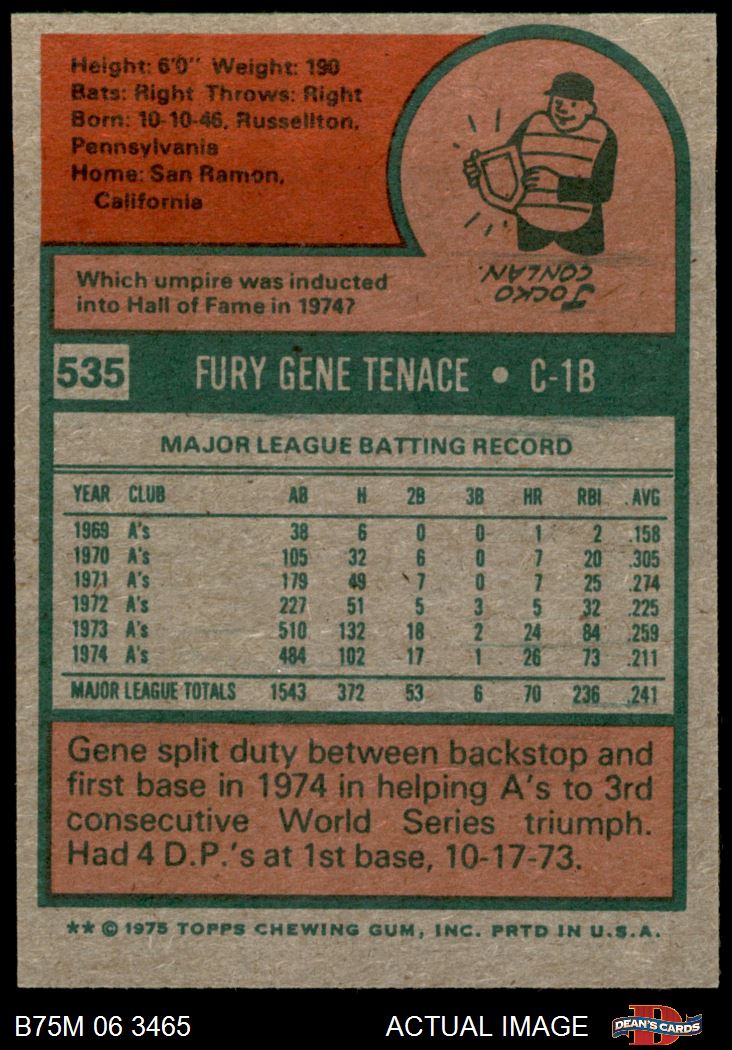 Height: 6'0" Weight: 190
Bats: Right Throws: Right
Born: 10-10-46, Russellton,
Pennsylvania
Home: San Ramon,
California
Which umpire was inducted
into Hall of Fame in 1974?
JOCKO
CONLAN.
535 FURY GENE TENACE • C-1B
MAJOR LEAGUE BATTING RECORD
YEAR CLUB AB H 2B 3B HR RBI AVG
1969 A's 38 6 0 0 1 2 .158
1970 A's 105 32 6 0 7 20 .305
1971 A's 179 49 7 0 7 25 .274
1972 A's 227 51 5 3 5 32 .225
1973 A's 510 132 18 2 24 84 .259
1974 A's 484 102 17 1 26 73 .211
MAJOR LEAGUE TOTALS 1543 372 53 6 70 236 .241
Gene split duty between backstop and
first base in 1974 in helping A's to 3rd
consecutive World Series triumph.
Had 4 D.P.'s at 1st base, 10-17-73.
** © 1975 TOPPS CHEWING GUM, INC. PRTD IN U.S.A.
B75M 06 3465 ACTUAL IMAGE D DEAN'S CARDS